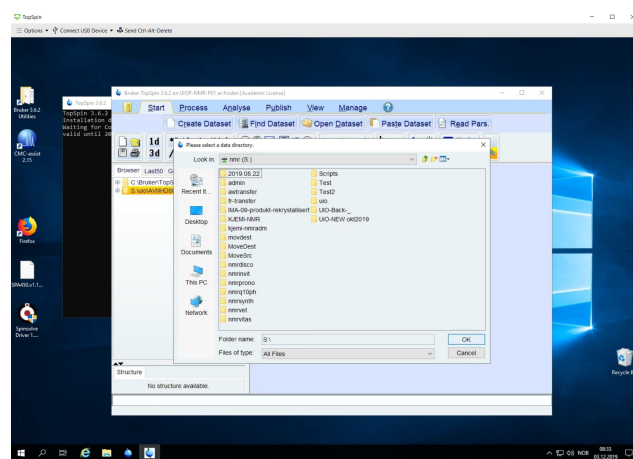 TopSpin
Options Connect USB Device Send Ctrl-Alt-Delete
Bruker 3.6.2
Utilities
CMC-assist
2.15
Firefox
SPA450.v1.1...
Spinsolve
Driver 1....
TopSpin 3.6.2
TopSpin 3.6.2
Installation d
Waiting for Co
valid until 20
Bruker TopSpin 3.6.2 on UIOP-NMR-P01 as froder [Academic License]
Start Process Analyse Publish View Manage
Create Dataset Find Dataset Open Dataset Paste Dataset Read Pars.
1d
3d
Browser Last50
C:\Bruker\TopS
Please select a data directory.
Look in: nmr (S:)
Recent It...
Desktop
Documents
This PC
Network
2019.08.22
admin
awtransfer
fr-transfer
IMA-09-produkt-rekrystallisert
KJEMI-NMR
kjemi-nmradm
movdest
MoveDest
MoveSrc
nmrdisco
nmrinvit
nmrprono
nmrq10ph
nmrsynth
nmrvet
nmrvitas
Scripts
Test
Test2
uio
UIO-Back-_
UIO-NEW okt2019
Folder name: S:\
Files of type: All Files
OK
Cancel
Structure
No structure available.
Recycle B
NOB
08:33
03.12.2019